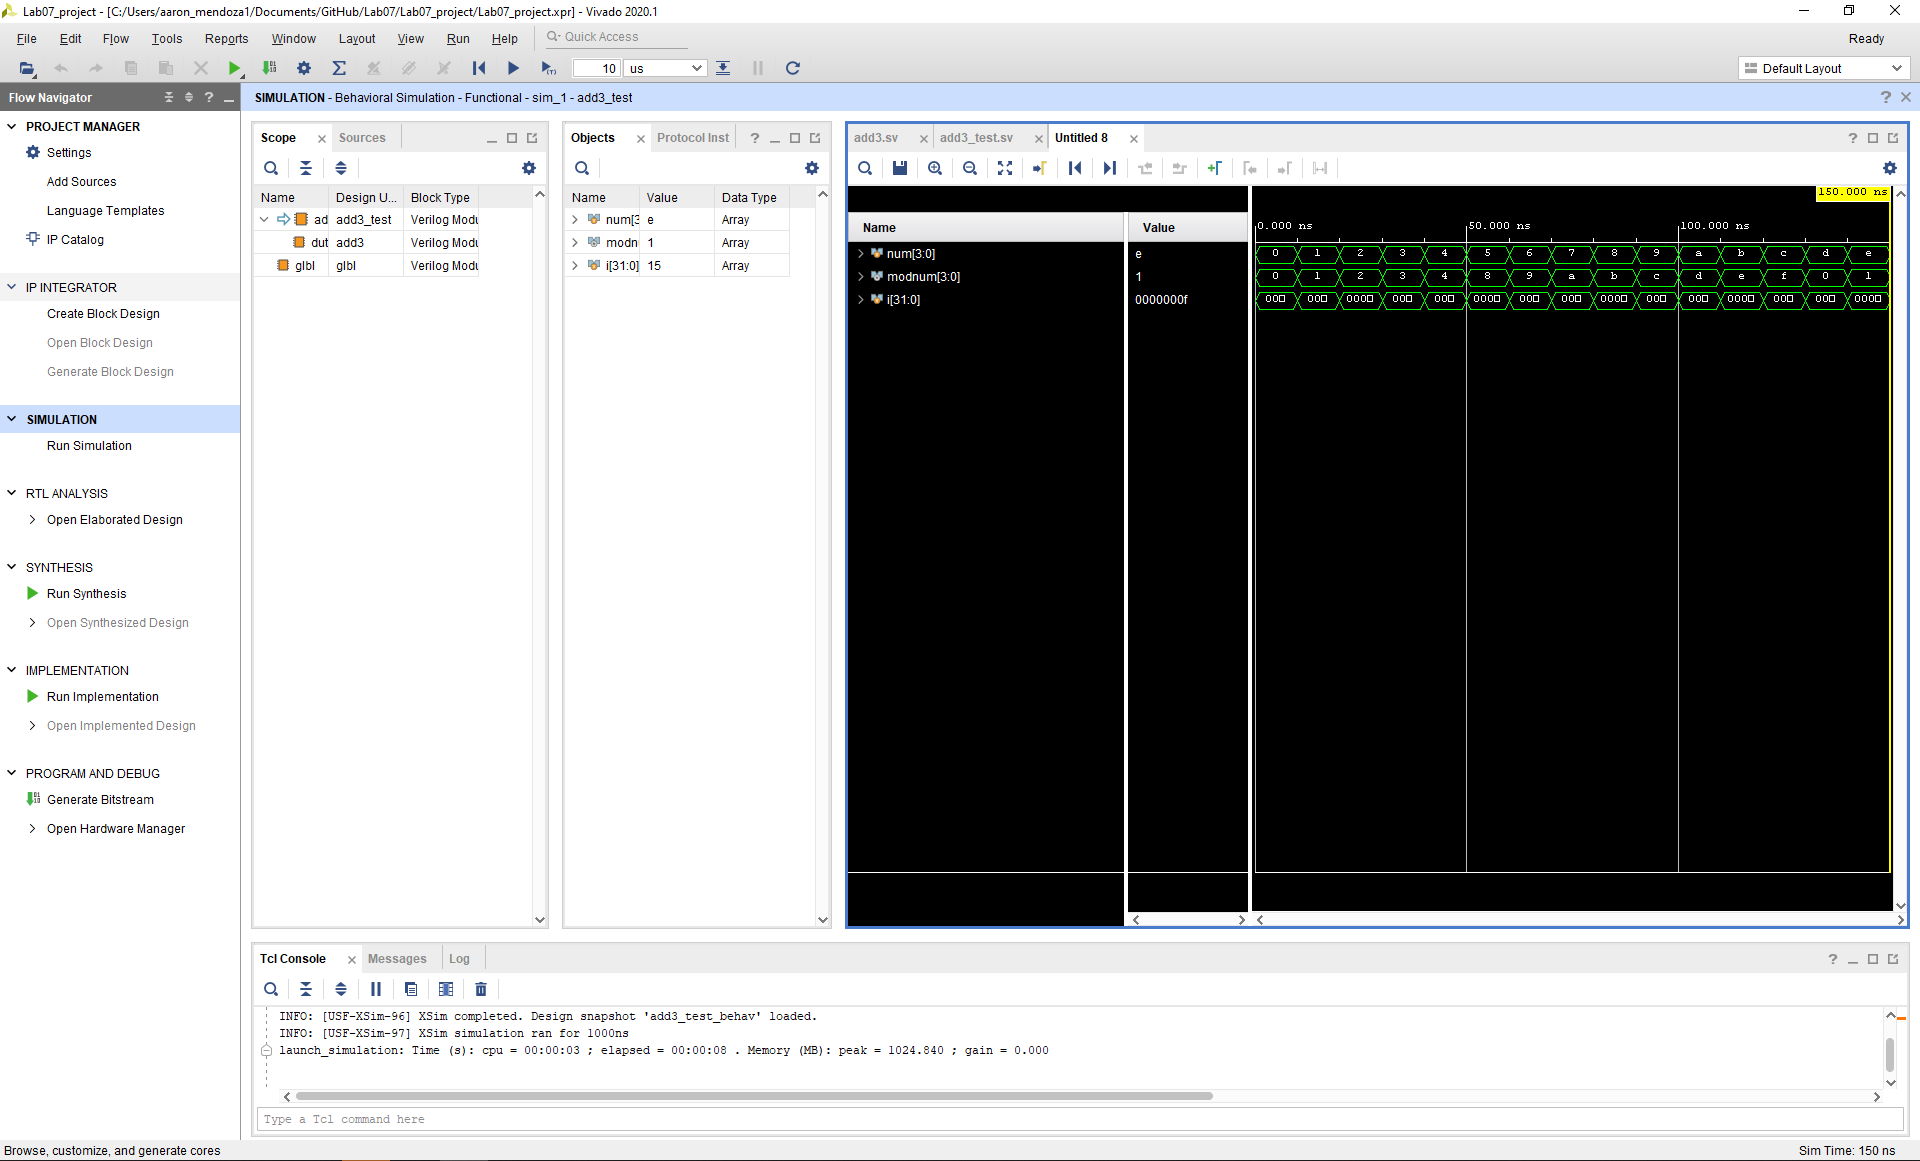 Lab07_project - [C:/Users/aaron_mendoza1/Documents/GitHub/Lab07/Lab07_project/Lab07_project.xpr] - Vivado 2020.1
File Edit Flow Tools Reports Window Layout View Run Help Quick Access Ready
10 us Default Layout
Flow Navigator
PROJECT MANAGER
Settings
Add Sources
Language Templates
IP Catalog
IP INTEGRATOR
Create Block Design
Open Block Design
Generate Block Design
SIMULATION
Run Simulation
RTL ANALYSIS
Open Elaborated Design
SYNTHESIS
Run Synthesis
Open Synthesized Design
IMPLEMENTATION
Run Implementation
Open Implemented Design
PROGRAM AND DEBUG
Generate Bitstream
Open Hardware Manager
SIMULATION - Behavioral Simulation - Functional - sim_1 - add3_test
Scope Sources
Name Design U... Block Type
ad add3_test Verilog Modu
dut add3 Verilog Modu
glbl glbl Verilog Modu
Objects Protocol Inst
Name Value Data Type
num[3 e Array
modn 1 Array
i[31:0] 15 Array
add3.sv add3_test.sv Untitled 8
150.000 ns
Name Value 0.000 ns 50.000 ns 100.000 ns
num[3:0] e 0 1 2 3 4 5 6 7 8 9 a b c d e
modnum[3:0] 1 0 1 2 3 4 8 9 a b c d e f 0 1
i[31:0] 0000000f 000 000 0000 000 000 0000 000 000 0000 000 000 0000 000 000 0000
Tcl Console Messages Log
INFO: [USF-XSim-96] XSim completed. Design snapshot 'add3_test_behav' loaded.
INFO: [USF-XSim-97] XSim simulation ran for 1000ns
launch_simulation: Time (s): cpu = 00:00:03 ; elapsed = 00:00:08 . Memory (MB): peak = 1024.840 ; gain = 0.000
Type a Tcl command here
Browse, customize, and generate cores
Sim Time: 150 ns